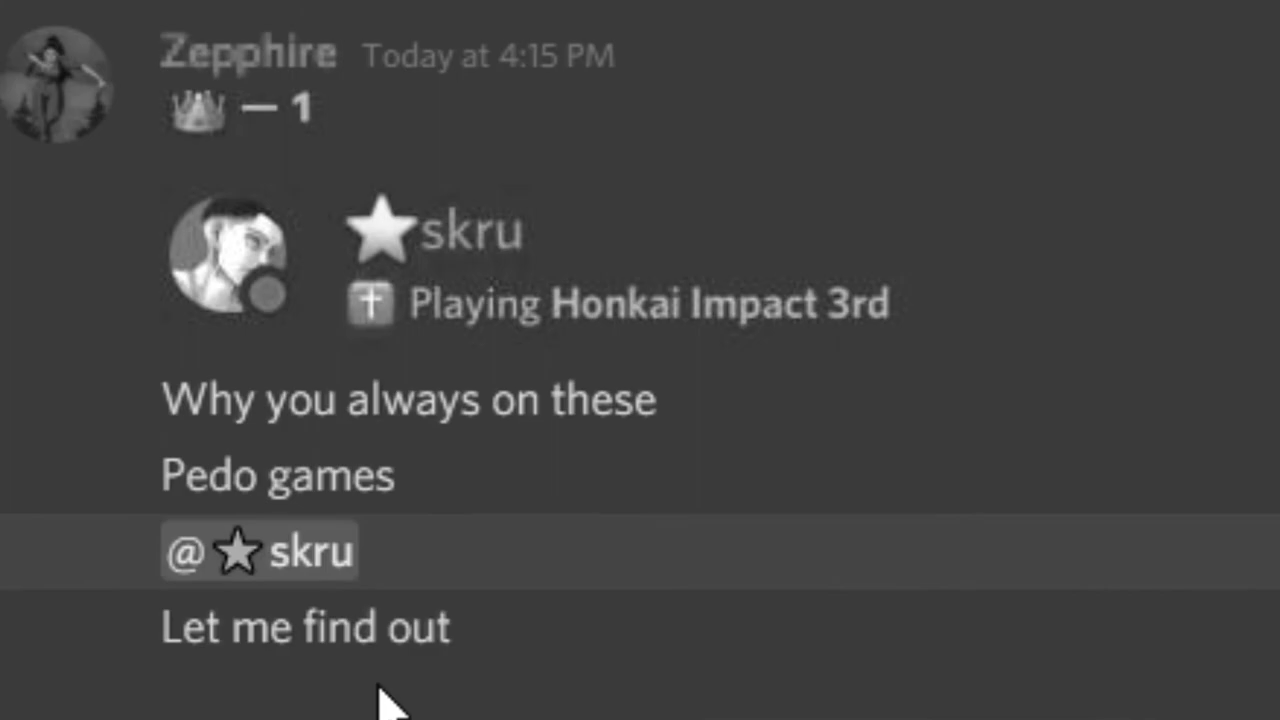 Zepphire Today at 4:15 PM
👑 — 1
⭐skru
✝ Playing Honkai Impact 3rd
Why you always on these
Pedo games
@⭐skru
Let me find out